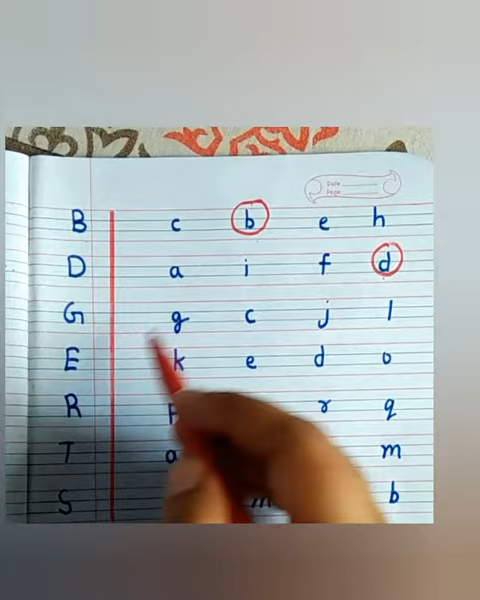 Date
Page
B c b e h
D a i f d
G g c j l
E k e d o
R r q
T a m
S m b